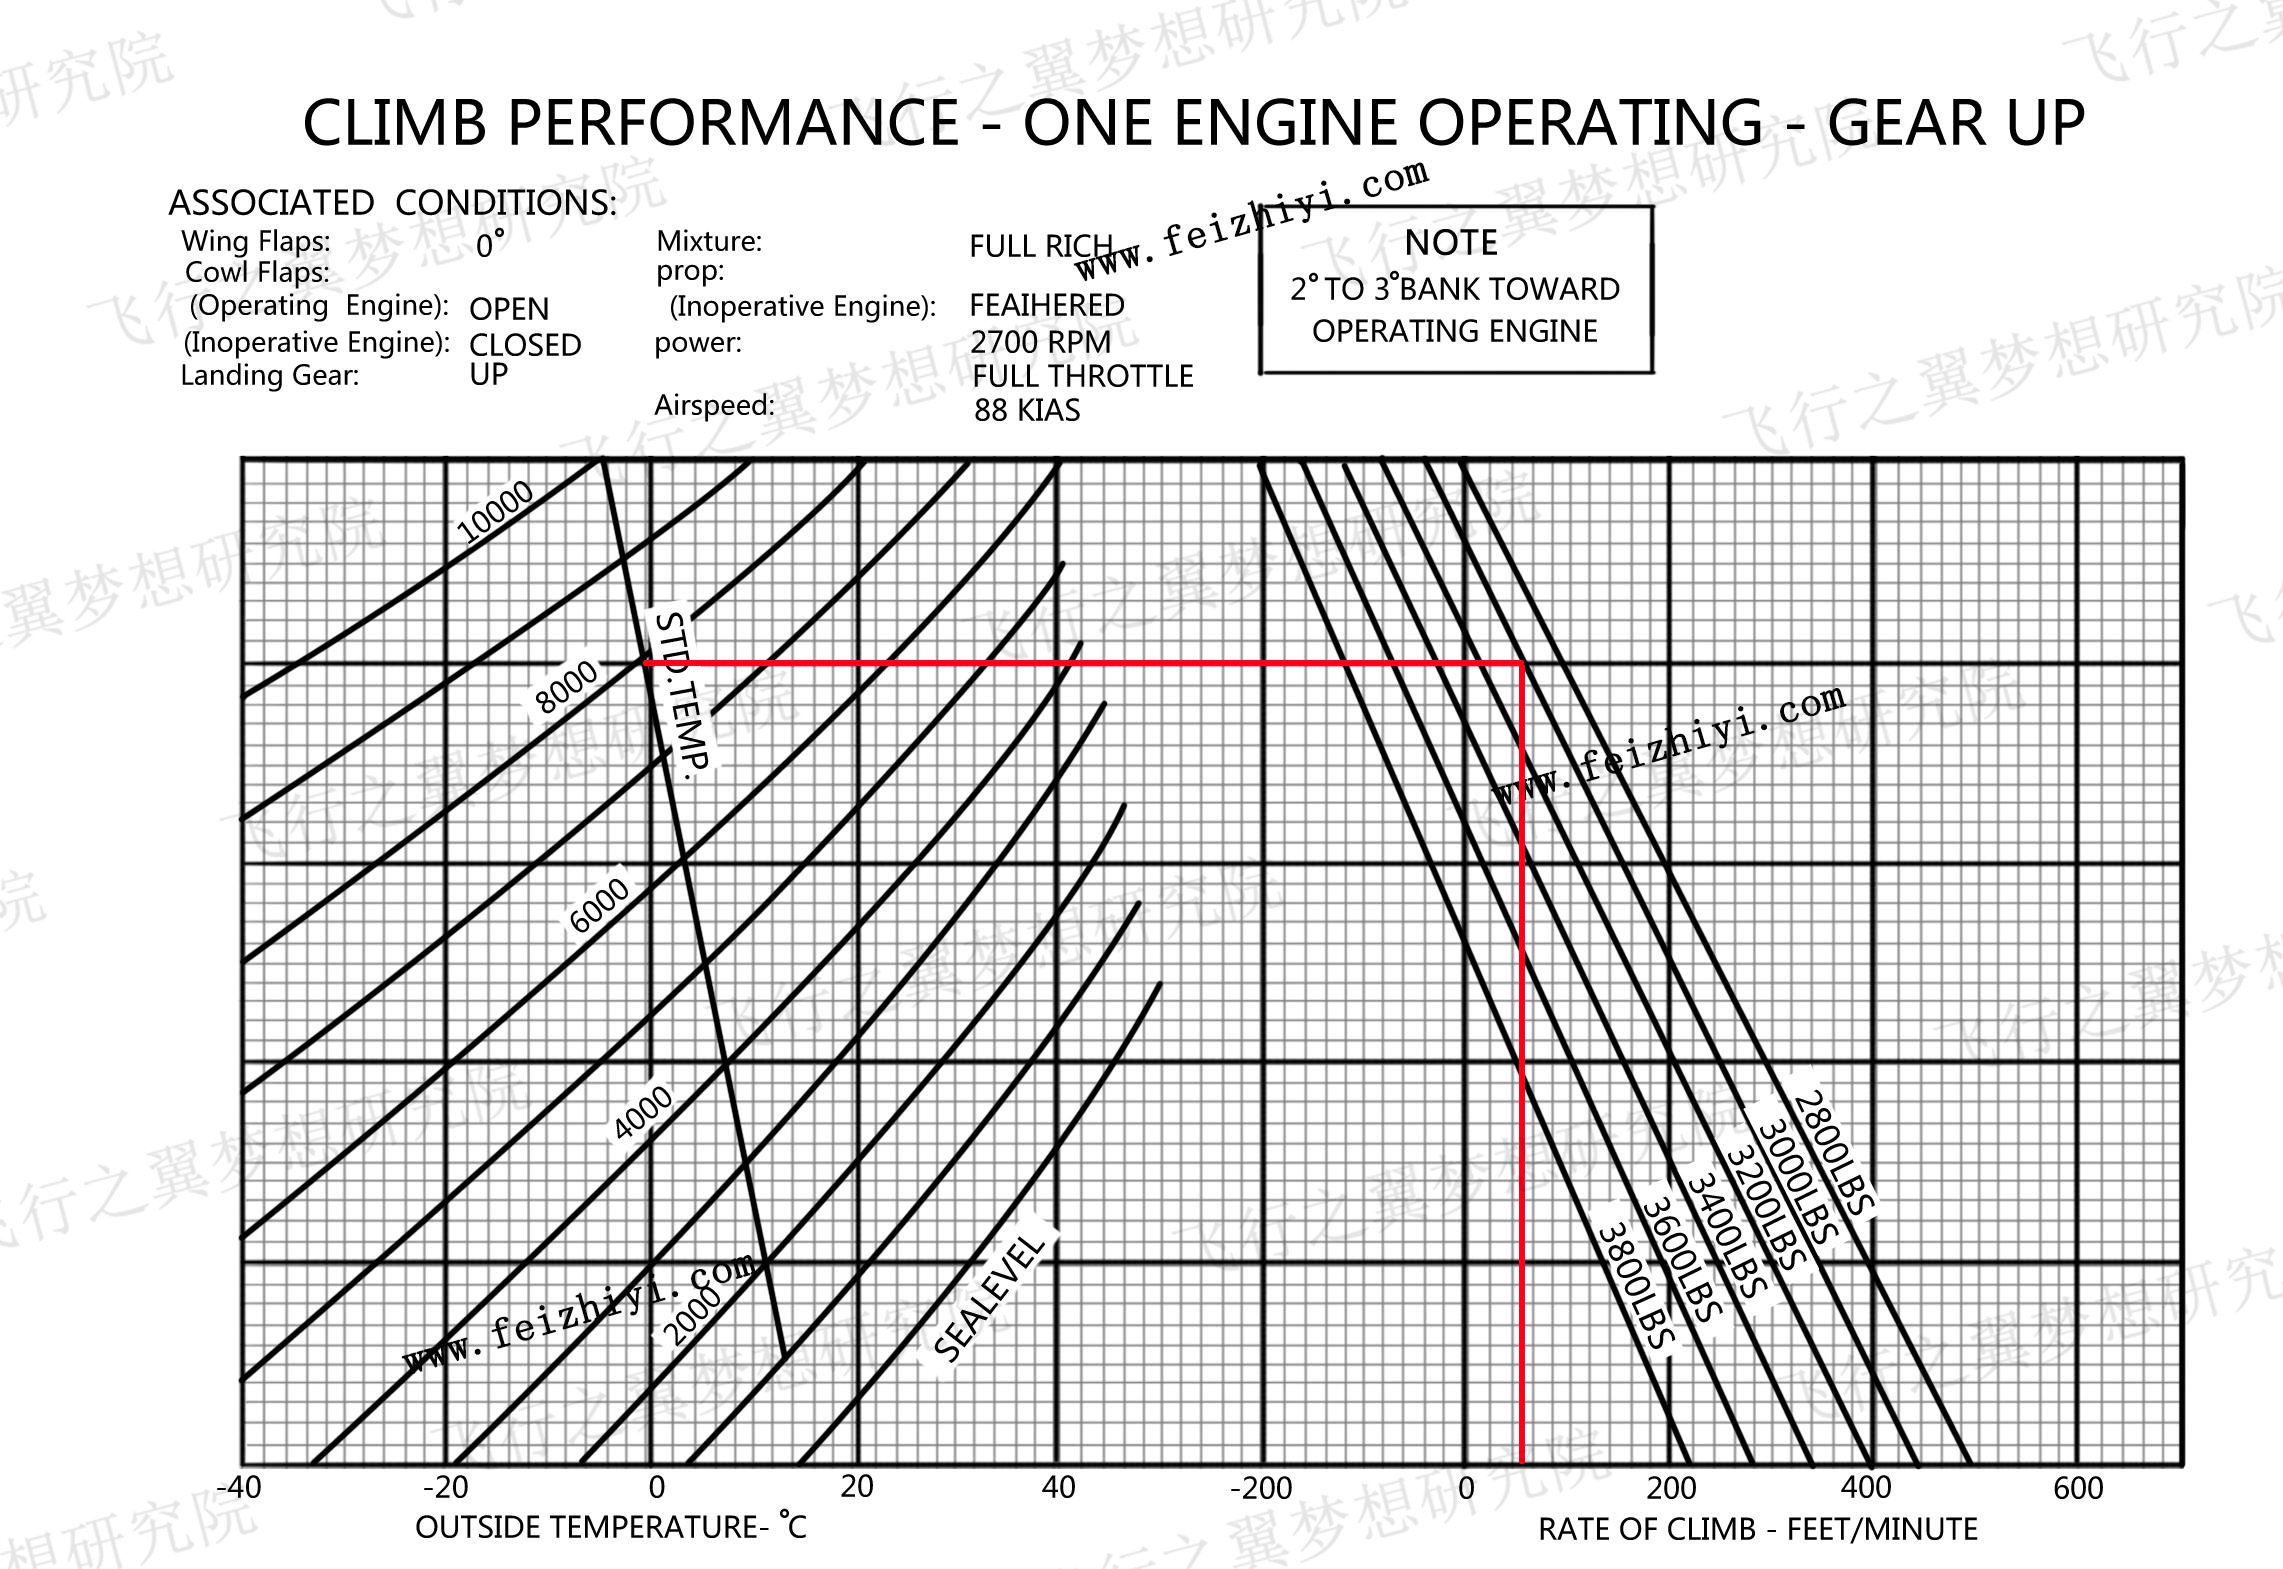 CLIMB PERFORMANCE - ONE ENGINE OPERATING - GEAR UP
ASSOCIATED CONDITIONS:
Wing Flaps: 0°
Cowl Flaps:
(Operating Engine): OPEN
(Inoperative Engine): CLOSED
Landing Gear: UP
Mixture: FULL RICH
prop:
(Inoperative Engine): FEAIHERED
power: 2700 RPM
FULL THROTTLE
Airspeed: 88 KIAS
NOTE
2° TO 3°BANK TOWARD
OPERATING ENGINE
www.feizhiyi.com
10000
8000
STD.TEMP.
6000
4000
2000
SEALEVEL
www.feizhiyi.com
www.feizhiyi.com
2800LBS
3000LBS
3200LBS
3400LBS
3600LBS
3800LBS
-40 -20 0 20 40 -200 0 200 400 600
OUTSIDE TEMPERATURE- °C
RATE OF CLIMB - FEET/MINUTE
飞行之翼梦想研究院